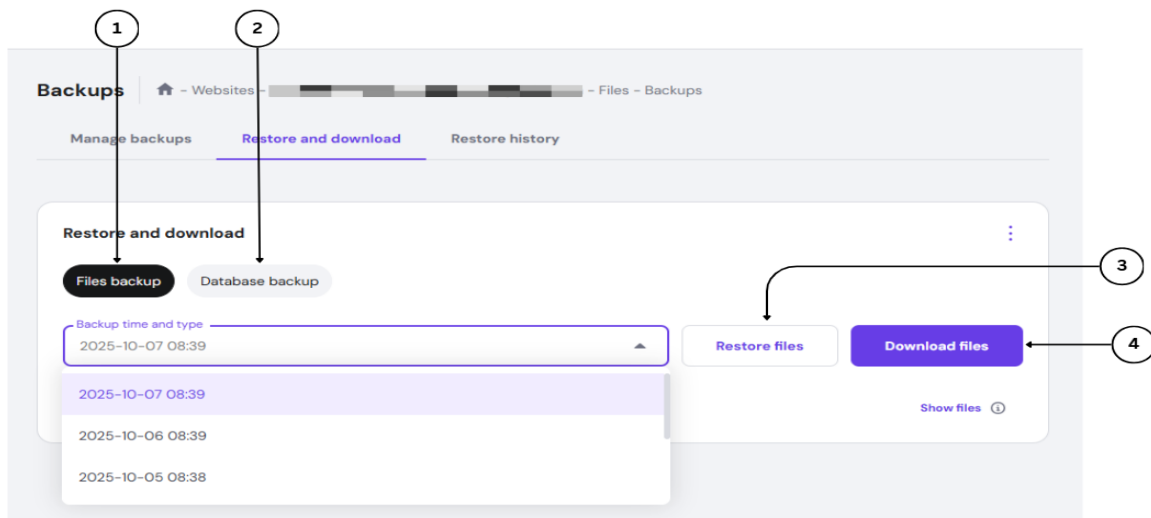 1 2
Backups - Websites - - Files - Backups
Manage backups Restore and download Restore history
Restore and download
3
Files backup Database backup
Backup time and type
2025-10-07 08:39 Restore files Download files 4
2025-10-07 08:39
Show files
2025-10-06 08:39
2025-10-05 08:38